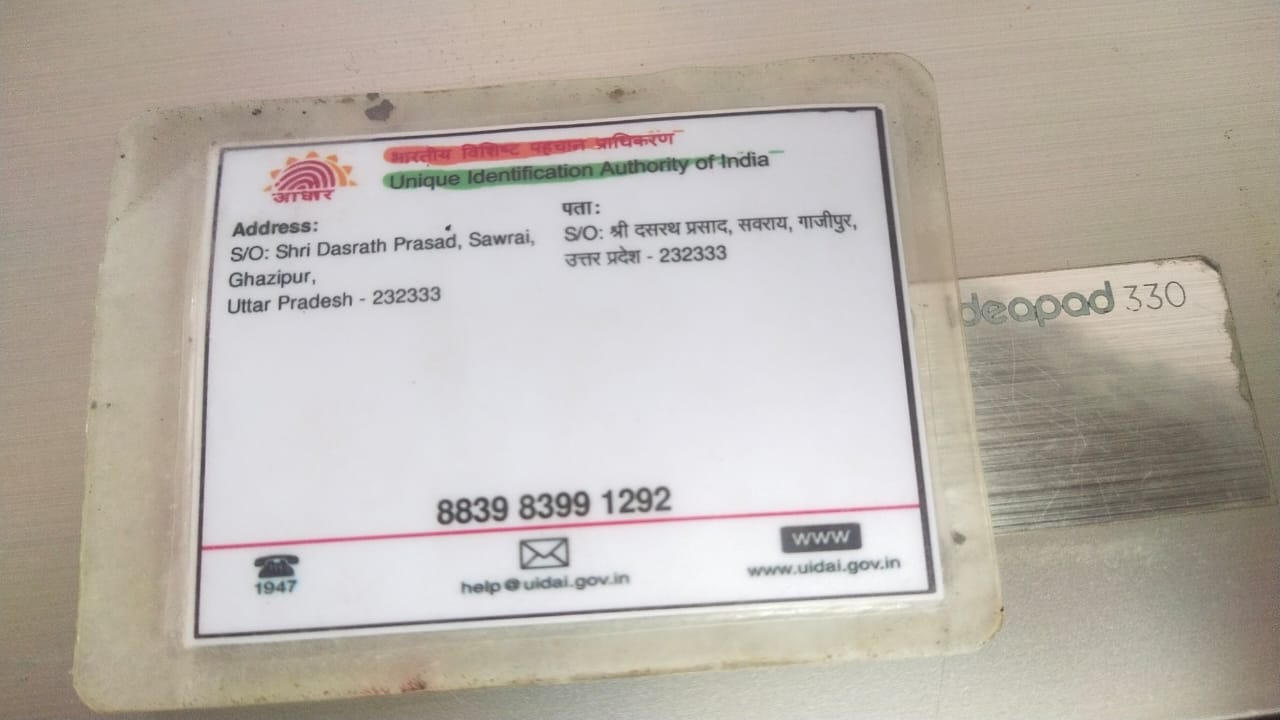 भारतीय विशिष्ट पहचान प्राधिकरण
Unique Identification Authority of India
आधार
Address:
S/O: Shri Dasrath Prasad, Sawrai,
Ghazipur,
Uttar Pradesh - 232333
पता:
S/O: श्री दसरथ प्रसाद, सवराय, गाजीपुर,
उत्तर प्रदेश - 232333
8839 8399 1292
1947
help@uidai.gov.in
www
www.uidai.gov.in
deapad 330